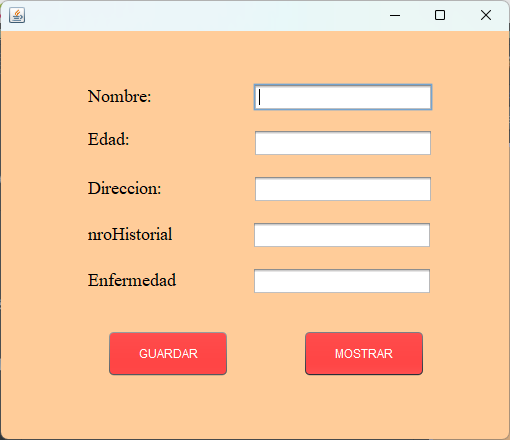 Nombre:
Edad:
Direccion:
nroHistorial
Enfermedad
GUARDAR MOSTRAR